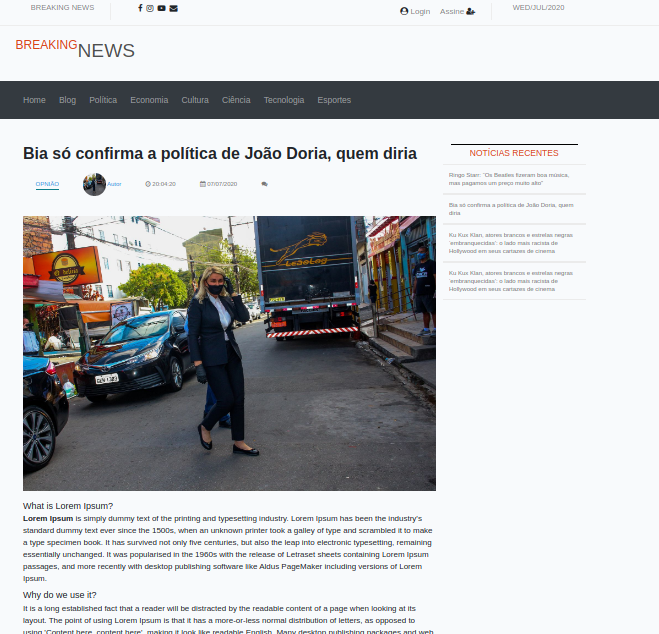 BREAKING NEWS
Login Assine
WED/JUL/2020
BREAKINGNEWS
Home Blog Política Economia Cultura Ciência Tecnologia Esportes
Bia só confirma a política de João Doria, quem diria
OPINIÃO Autor 20:04:20 07/07/2020
NOTÍCIAS RECENTES
Ringo Starr: "Os Beatles fizeram boa música,
mas pagamos um preço muito alto"
Bia só confirma a política de João Doria, quem
diria
Ku Kus Klan, atores brancos e estrelas negras
'embranquecidas': o lado mais racista de
Hollywood em seus cartazes de cinema
Ku Kus Klan, atores brancos e estrelas negras
'embranquecidas': o lado mais racista de
Hollywood em seus cartazes de cinema
What is Lorem Ipsum?
Lorem Ipsum is simply dummy text of the printing and typesetting industry. Lorem Ipsum has been the industry's
standard dummy text ever since the 1500s, when an unknown printer took a galley of type and scrambled it to make
a type specimen book. It has survived not only five centuries, but also the leap into electronic typesetting, remaining
essentially unchanged. It was popularised in the 1960s with the release of Letraset sheets containing Lorem Ipsum
passages, and more recently with desktop publishing software like Aldus PageMaker including versions of Lorem
Ipsum.
Why do we use it?
It is a long established fact that a reader will be distracted by the readable content of a page when looking at its
layout. The point of using Lorem Ipsum is that it has a more-or-less normal distribution of letters, as opposed to
using 'Content here, content here', making it look like readable English. Many desktop publishing packages and web